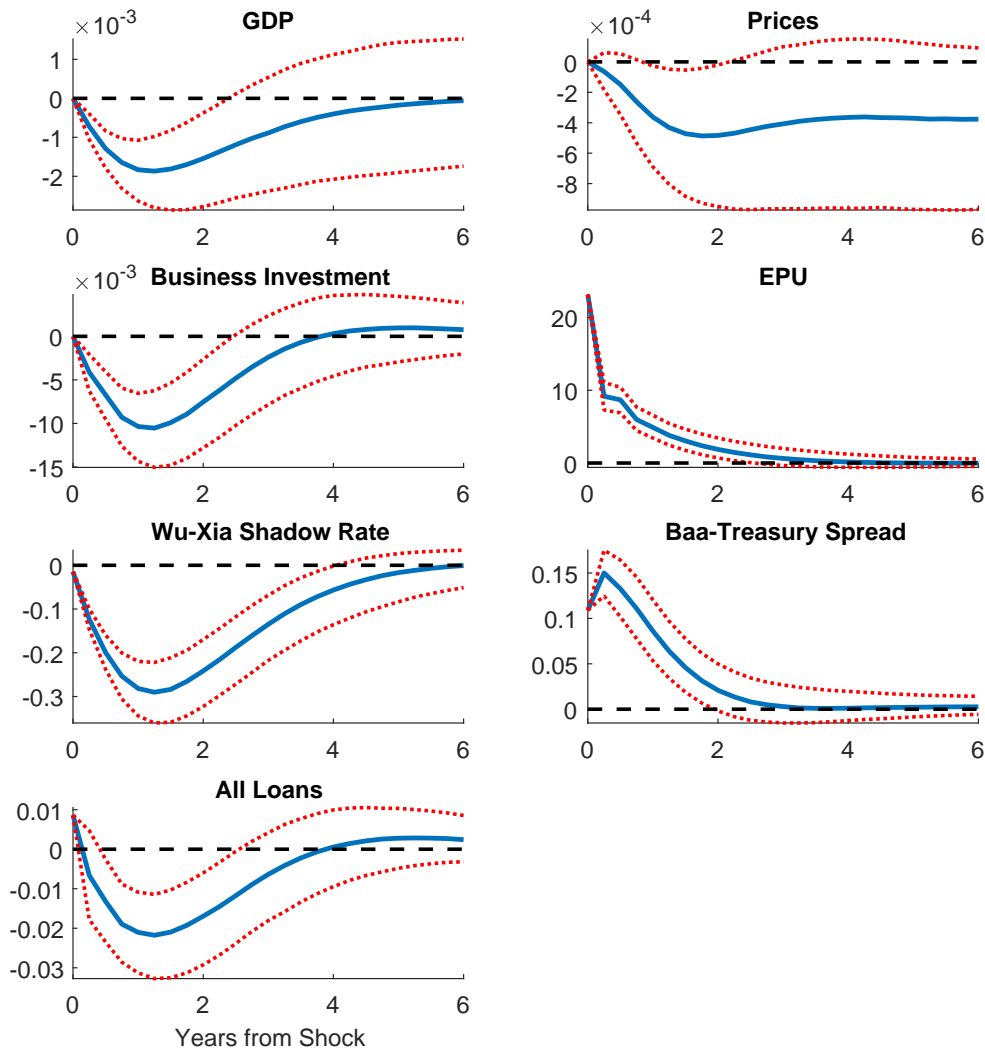 GDP
×10⁻³
1
0
-1
-2
0 2 4 6
Prices
×10⁻⁴
0
-2
-4
-6
-8
0 2 4 6
Business Investment
×10⁻³
0
-5
-10
-15
0 2 4 6
EPU
20
10
0
0 2 4 6
Wu-Xia Shadow Rate
0
-0.1
-0.2
-0.3
0 2 4 6
Baa-Treasury Spread
0.15
0.1
0.05
0
0 2 4 6
All Loans
0.01
0
-0.01
-0.02
-0.03
0 2 4 6
Years from Shock